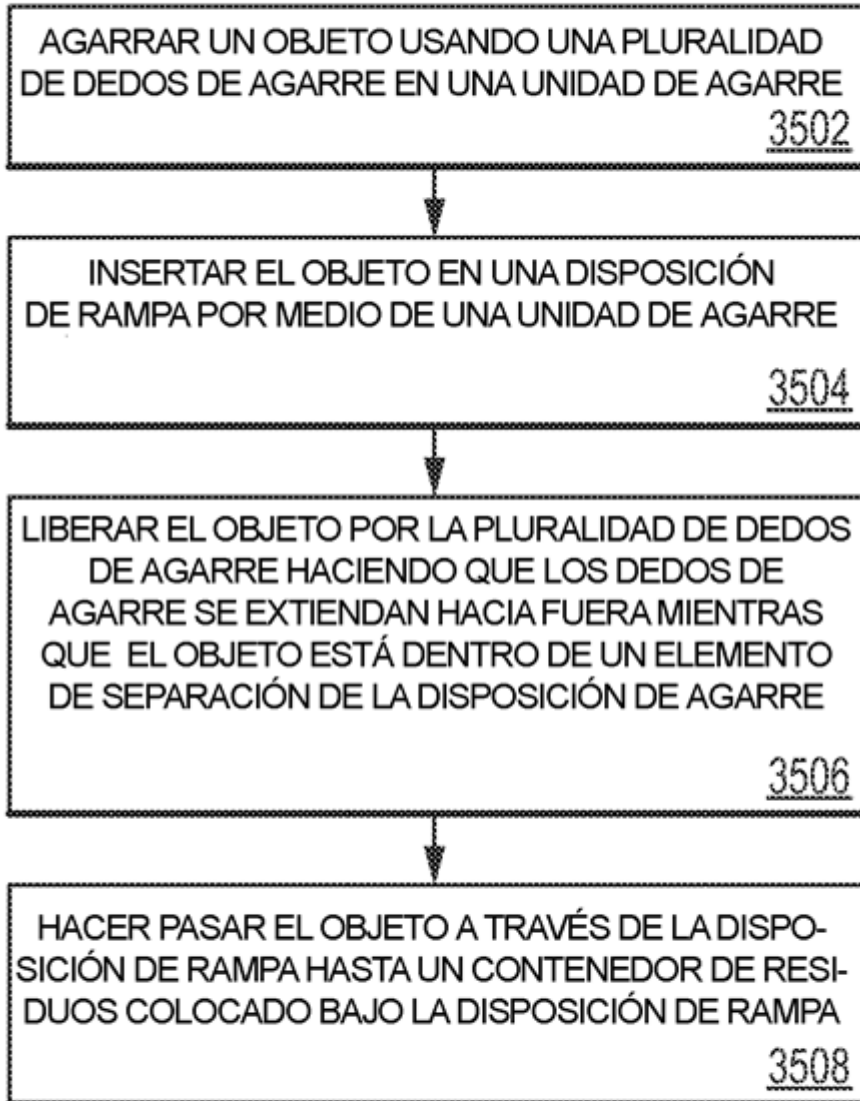 AGARRAR UN OBJETO USANDO UNA PLURALIDAD
DE DEDOS DE AGARRE EN UNA UNIDAD DE AGARRE
3502
INSERTAR EL OBJETO EN UNA DISPOSICIÓN
DE RAMPA POR MEDIO DE UNA UNIDAD DE AGARRE
3504
LIBERAR EL OBJETO POR LA PLURALIDAD DE DEDOS
DE AGARRE HACIENDO QUE LOS DEDOS DE
AGARRE SE EXTIENDAN HACIA FUERA MIENTRAS
QUE EL OBJETO ESTÁ DENTRO DE UN ELEMENTO
DE SEPARACIÓN DE LA DISPOSICIÓN DE AGARRE
3506
HACER PASAR EL OBJETO A TRAVÉS DE LA DISPO-
SICIÓN DE RAMPA HASTA UN CONTENEDOR DE RESI-
DUOS COLOCADO BAJO LA DISPOSICIÓN DE RAMPA
3508